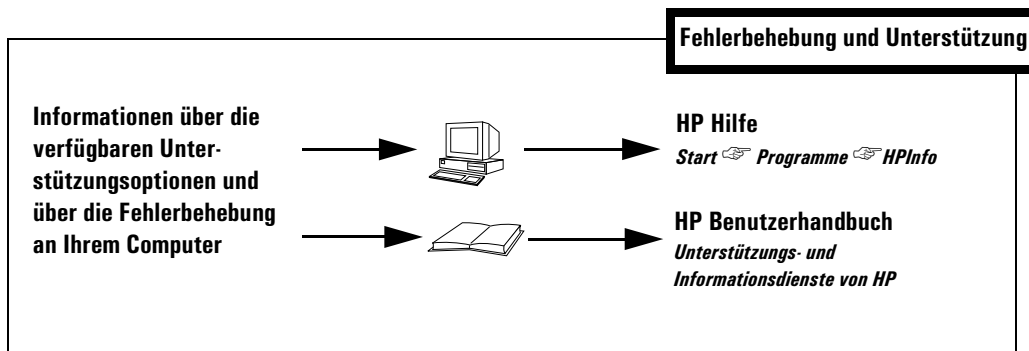 Fehlerbehebung und Unterstützung
Informationen über die
verfügbaren Unter-
stützungsoptionen und
über die Fehlerbehebung
an Ihrem Computer
HP Hilfe
Start ☞ Programme ☞ HPInfo
HP Benutzerhandbuch
Unterstützungs- und
Informationsdienste von HP